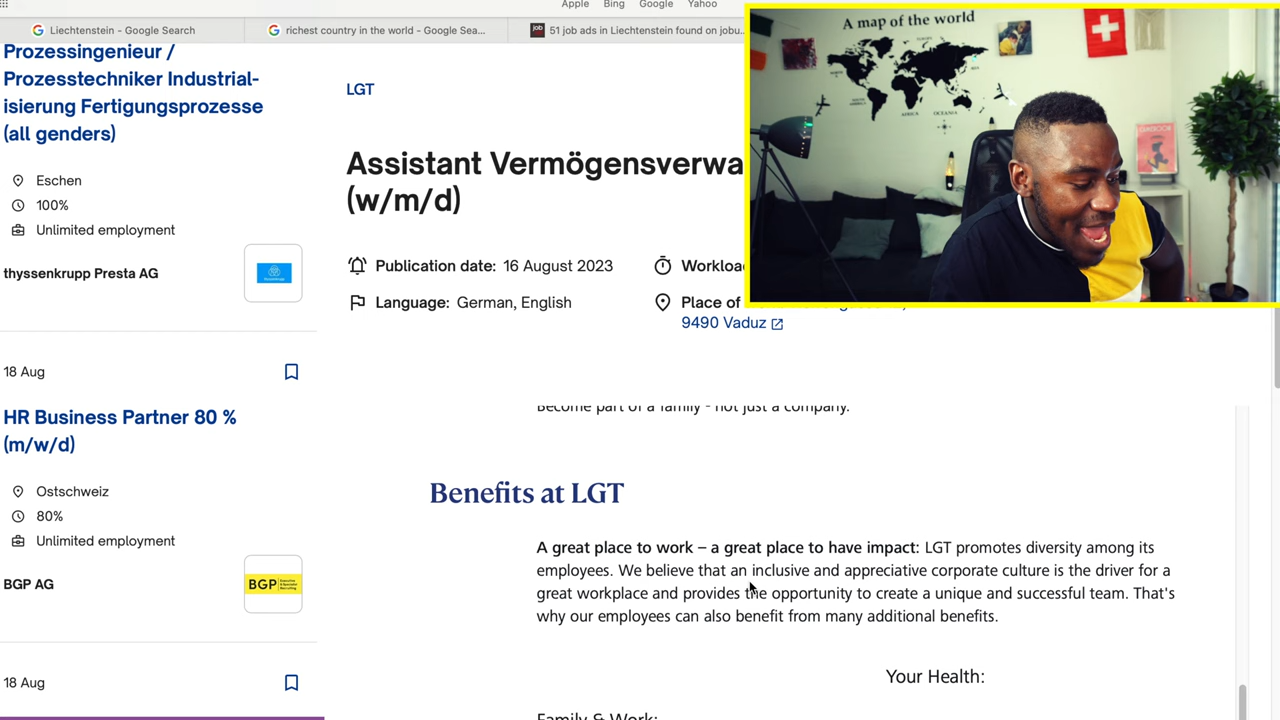 Apple Bing Google Yahoo
Liechtenstein - Google Search
richest country in the world - Google Sea...
51 job ads in Liechtenstein found on jobu...
Prozessingenieur /
Prozesstechniker Industrial-
isierung Fertigungsprozesse
(all genders)
Eschen
100%
Unlimited employment
thyssenkrupp Presta AG
18 Aug
HR Business Partner 80 %
(m/w/d)
Ostschweiz
80%
Unlimited employment
BGP AG
BGP
18 Aug
LGT
Assistant Vermögensverwa
(w/m/d)
Publication date: 16 August 2023
Language: German, English
Workloa
Place of
9490 Vaduz
Become part of a family - not just a company.
Benefits at LGT
A great place to work – a great place to have impact: LGT promotes diversity among its
employees. We believe that an inclusive and appreciative corporate culture is the driver for a
great workplace and provides the opportunity to create a unique and successful team. That's
why our employees can also benefit from many additional benefits.
Your Health:
Family & Work:
A map of the world
AFRICA
OCEANIA